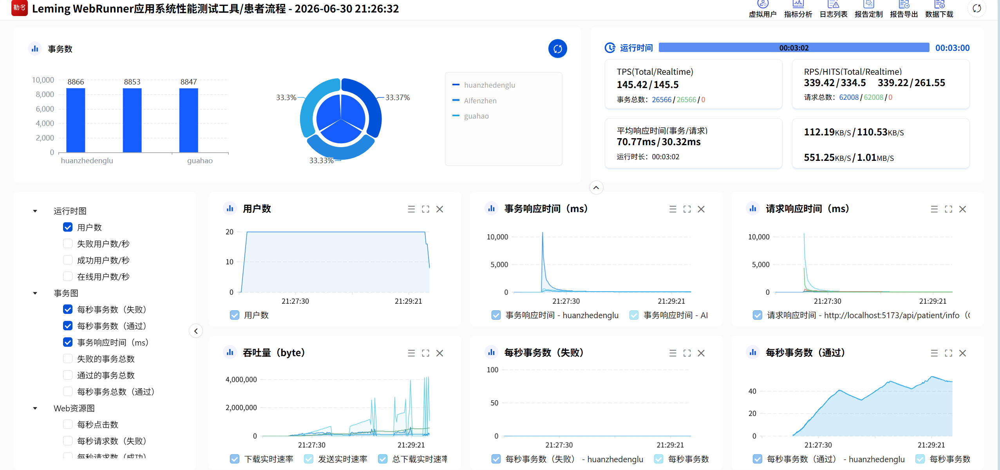 勒名 Leming WebRunner应用系统性能测试工具/患者流程 - 2026-06-30 21:26:32
虚拟用户 指标分析 日志列表 报告定制 报告导出 数据下载
事务数
10,000
8,000
6,000
4,000
2,000
0
8866 8853 8847
huanzhedenglu guahao
33.3% 33.37%
33.33%
huanzhedenglu
AIfenzhen
guahao
运行时间 00:03:02 00:03:00
TPS(Total/Realtime)
145.42/145.5
事务总数：26566/26566/0
RPS/HITS(Total/Realtime)
339.42/334.5 339.22/261.55
请求总数：62008/62008/0
平均响应时间(事务/请求)
70.77ms/30.32ms
运行时长：00:03:02
112.19KB/S/110.53KB/S
551.25KB/S/1.01MB/S
运行时图
用户数
失败用户数/秒
成功用户数/秒
在线用户数/秒
事务图
每秒事务数（失败）
每秒事务数（通过）
事务响应时间（ms）
失败的事务总数
通过的事务总数
每秒事务总数（通过）
Web资源图
每秒点击数
每秒请求数（失败）
每秒请求数（成功）
用户数
20
10
0
21:27:30 21:29:21
用户数
事务响应时间（ms）
10,000
5,000
0
21:27:30 21:29:21
事务响应时间 - huanzhedenglu 事务响应时间 - AI
请求响应时间（ms）
10,000
5,000
0
21:27:30 21:29:21
请求响应时间 - http://localhost:5173/api/patient/info（
吞吐量（byte）
4,000,000
2,000,000
0
21:27:30 21:29:21
下载实时速率 发送实时速率 总下载实时速率
每秒事务数（失败）
100
50
0
21:27:30 21:29:21
每秒事务数（失败） - huanzhedenglu 每秒事务数
每秒事务数（通过）
40
20
0
21:27:30 21:29:21
每秒事务数（通过） - huanzhedenglu 每秒事务数